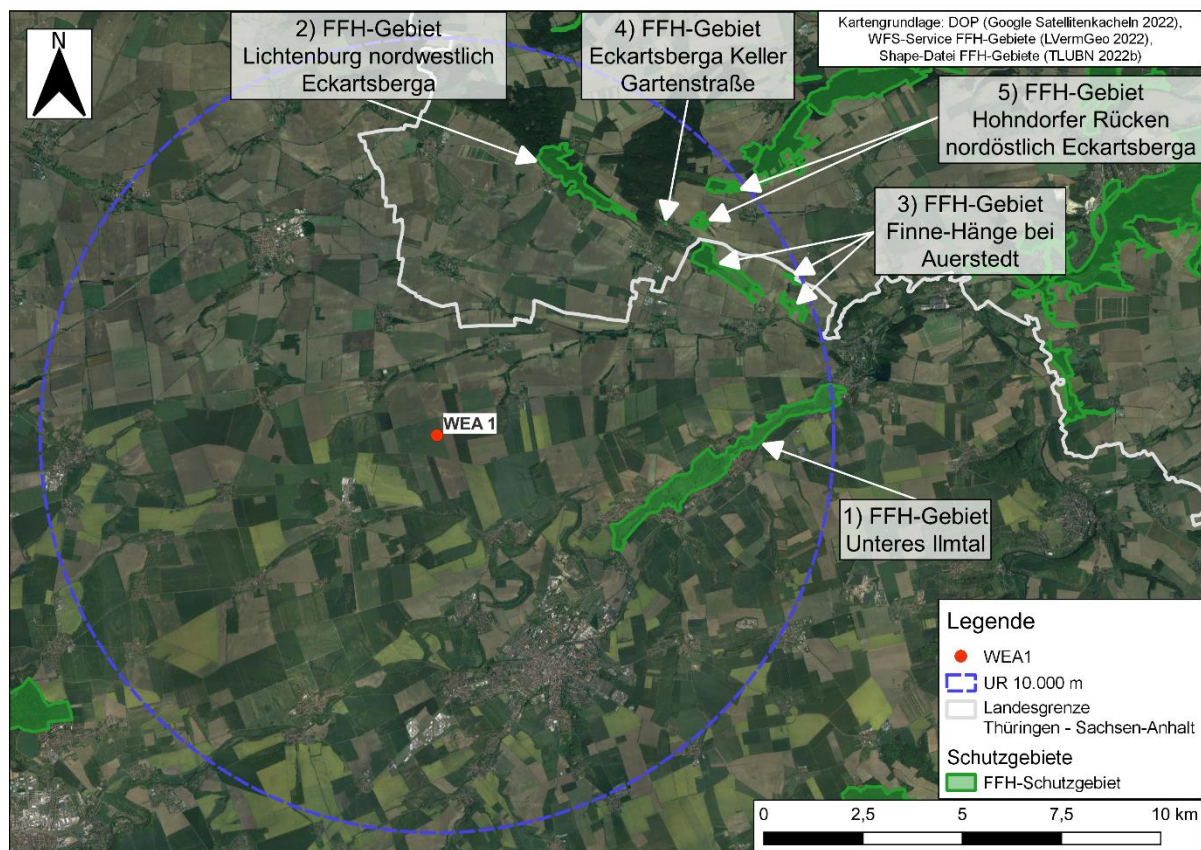 N
2) FFH-Gebiet
Lichtenburg nordwestlich
Eckartsberga
4) FFH-Gebiet
Eckartsberga Keller
Gartenstraße
Kartengrundlage: DOP (Google Satellitenkacheln 2022),
WFS-Service FFH-Gebiete (LVermGeo 2022),
Shape-Datei FFH-Gebiete (TLUBN 2022b)
5) FFH-Gebiet
Hohndorfer Rücken
nordöstlich Eckartsberga
3) FFH-Gebiet
Finne-Hänge bei
Auerstedt
WEA 1
1) FFH-Gebiet
Unteres Ilmtal
Legende
WEA1
UR 10.000 m
Landesgrenze
Thüringen - Sachsen-Anhalt
Schutzgebiete
FFH-Schutzgebiet
0 2,5 5 7,5 10 km